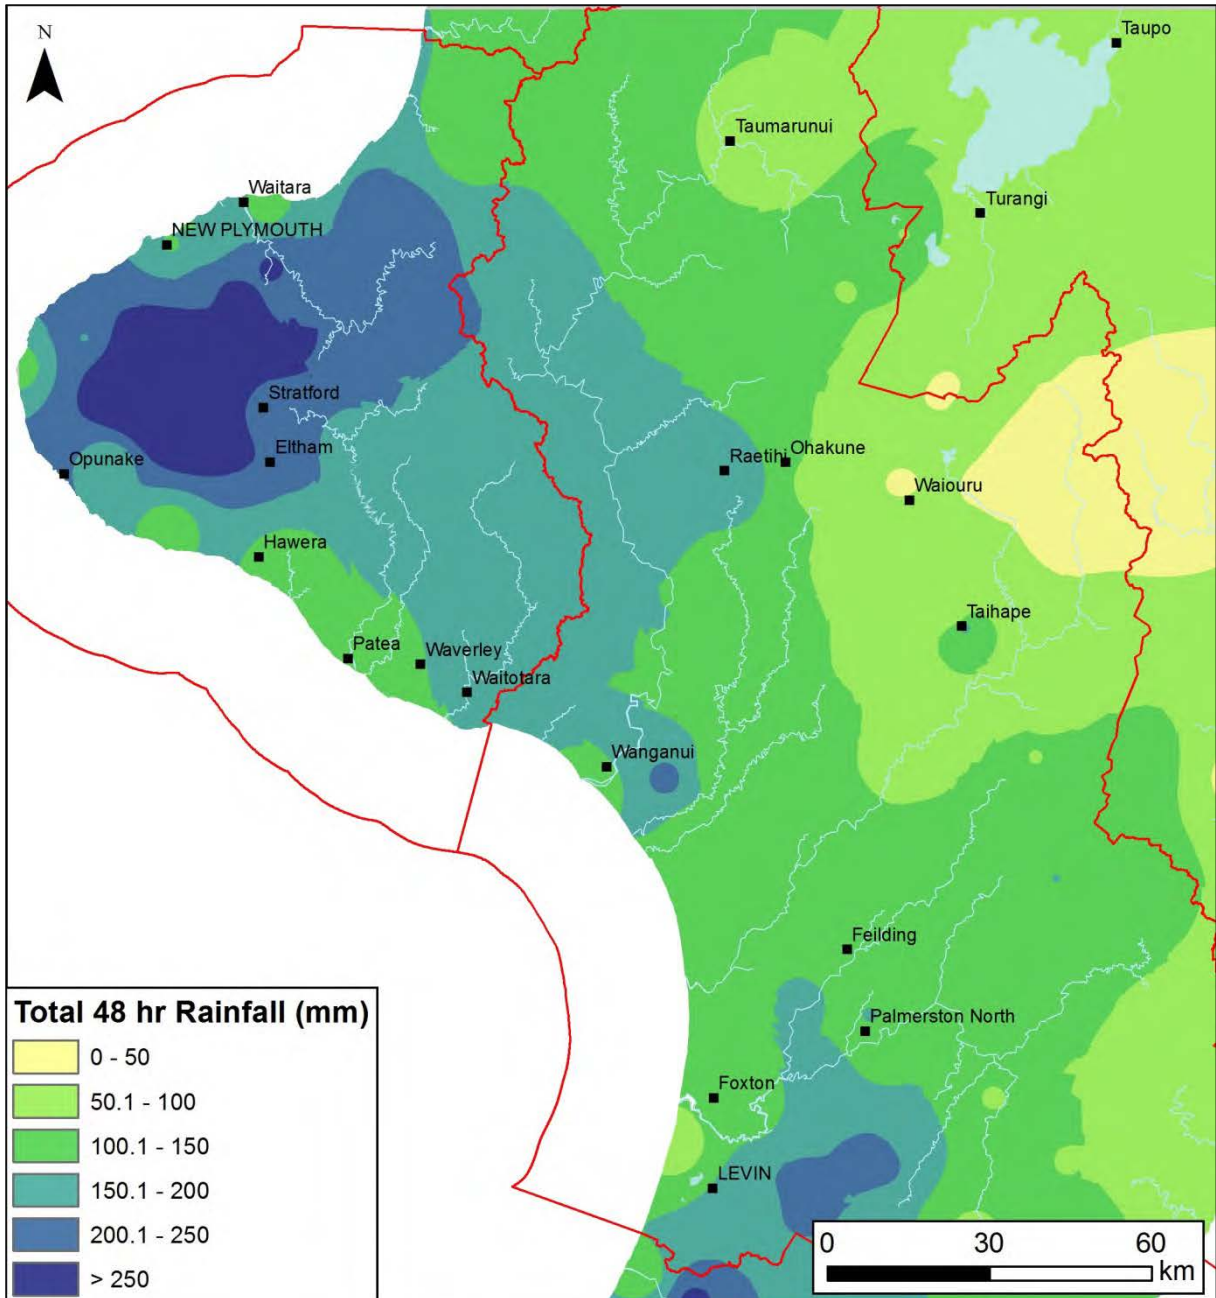 N
Taupo
Taumarunui
Waitara
Turangi
NEW PLYMOUTH
Stratford
Opunake
Eltham
Raetihi
Ohakune
Waiouru
Hawera
Taihape
Patea
Waverley
Waitotara
Wanganui
Feilding
Palmerston North
Foxton
LEVIN
Total 48 hr Rainfall (mm)
0 - 50
50.1 - 100
100.1 - 150
150.1 - 200
200.1 - 250
> 250
0 30 60
km